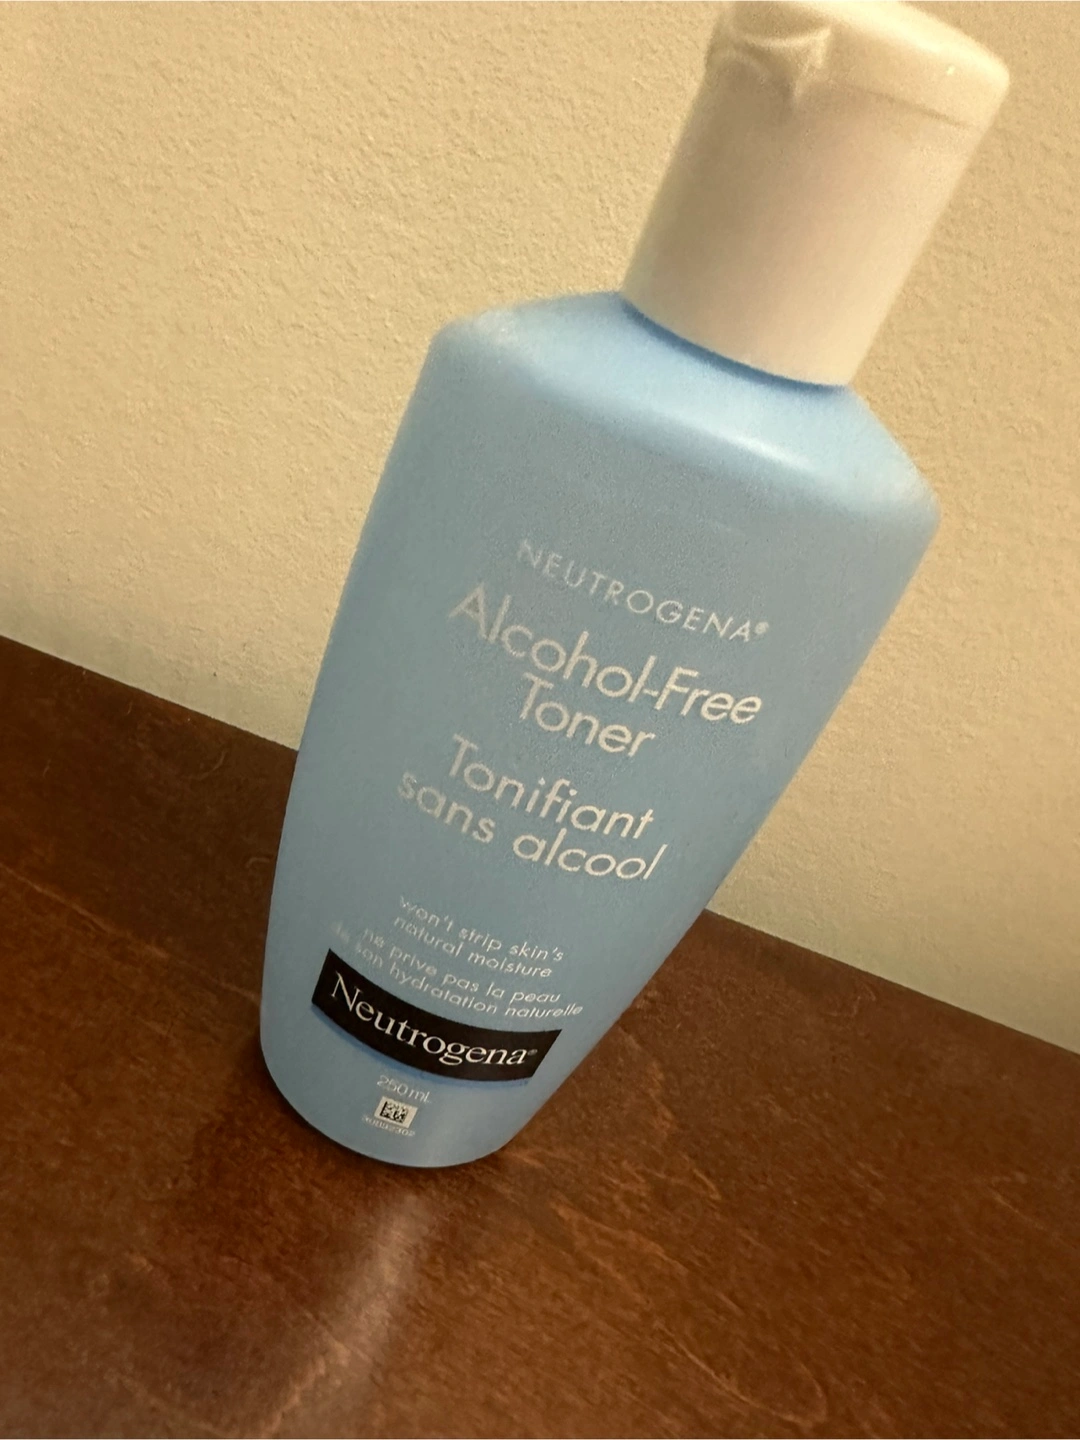 NEUTROGENA®
Alcohol-Free
Toner
Tonifiant
sans alcool
won't strip skin's
natural moisture
ne prive pas la peau
de son hydratation naturelle
Neutrogena®
250 mL